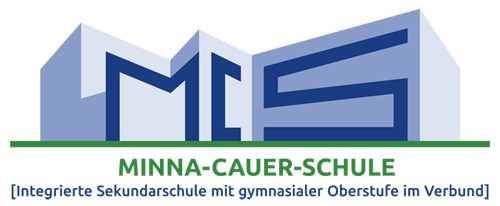 MCS
MINNA-CAUER-SCHULE
[Integrierte Sekundarschule mit gymnasialer Oberstufe im Verbund]